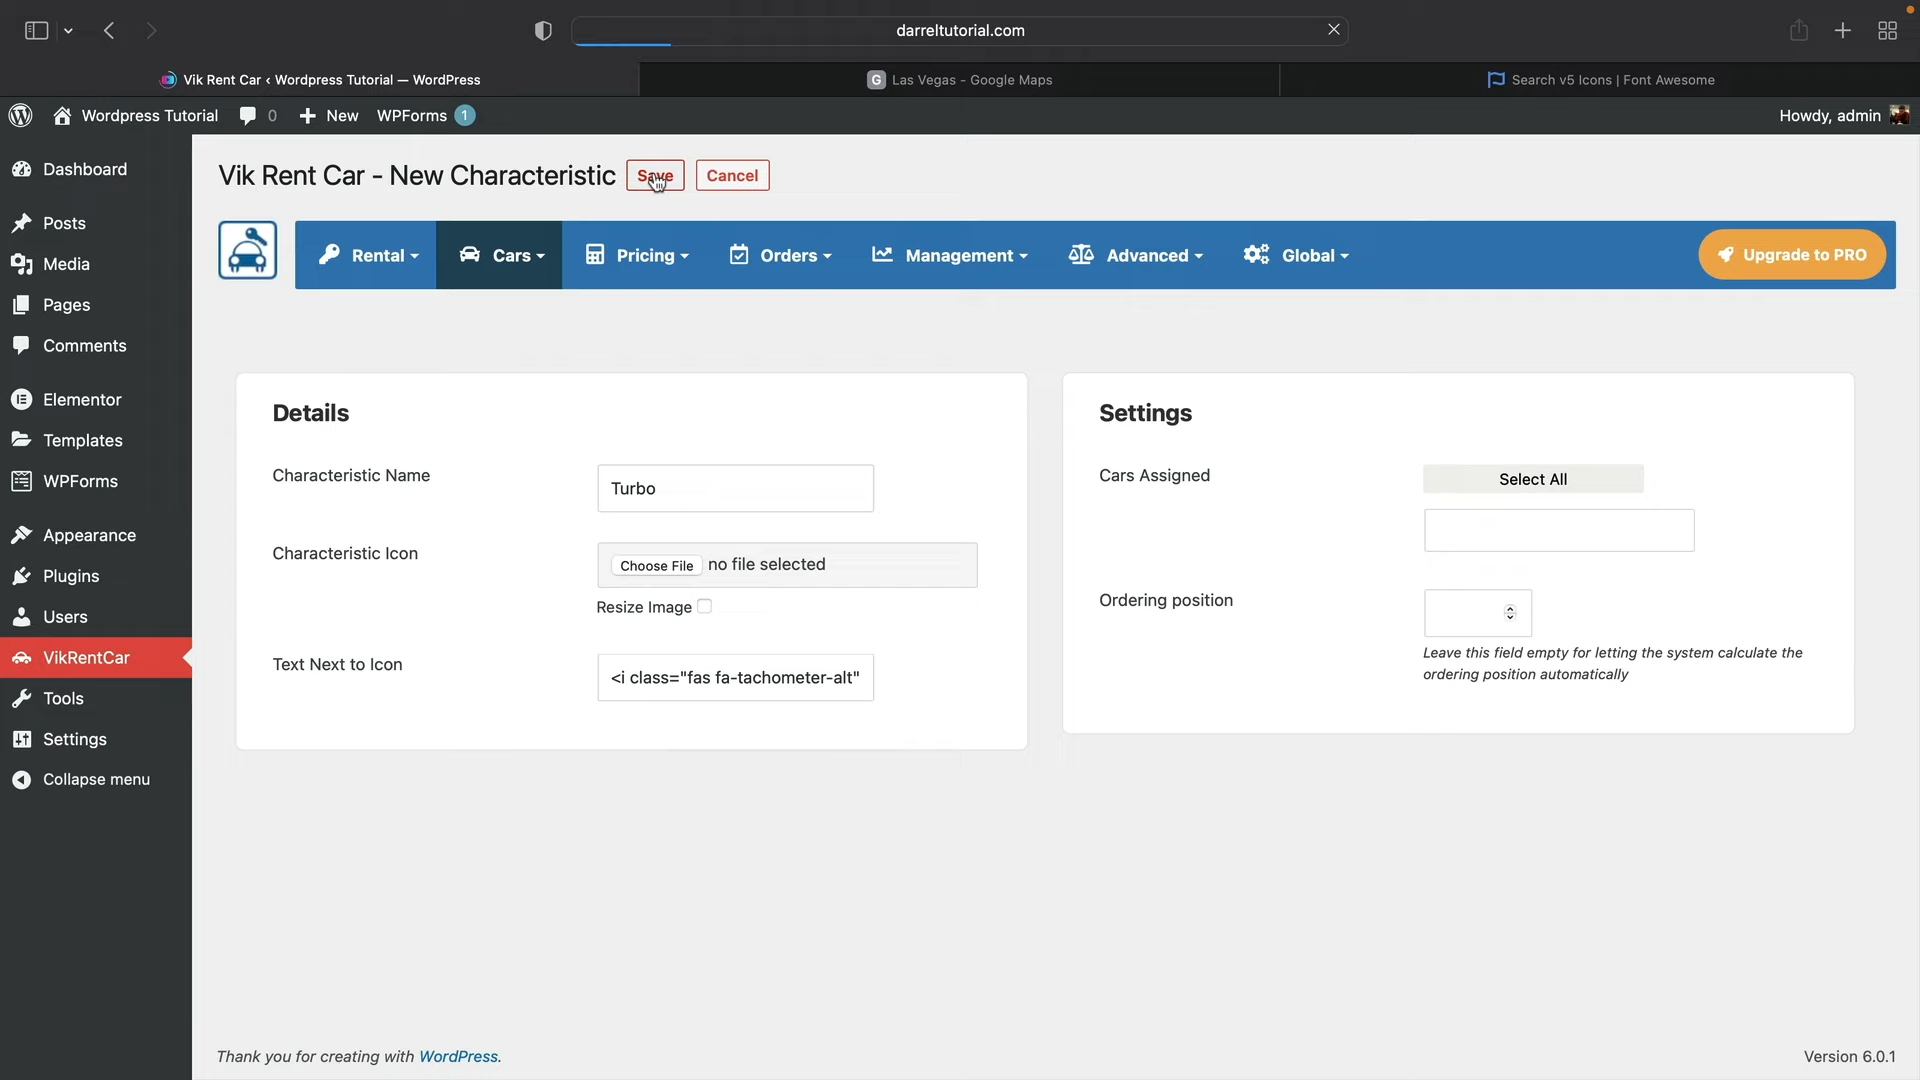 darreltutorial.com
Vik Rent Car ‹ Wordpress Tutorial — WordPress
G Las Vegas - Google Maps
Search v5 Icons | Font Awesome
Wordpress Tutorial 0 New WPForms 1
Howdy, admin
Dashboard
Posts
Media
Pages
Comments
Elementor
Templates
WPForms
Appearance
Plugins
Users
VikRentCar
Tools
Settings
Collapse menu
Vik Rent Car - New Characteristic Save Cancel
Rental Cars Pricing Orders Management Advanced Global Upgrade to PRO
Details
Characteristic Name
Turbo
Characteristic Icon
Choose File no file selected
Resize Image
Text Next to Icon
<i class="fas fa-tachometer-alt"
Settings
Cars Assigned
Select All
Ordering position
Leave this field empty for letting the system calculate the
ordering position automatically
Thank you for creating with WordPress.
Version 6.0.1